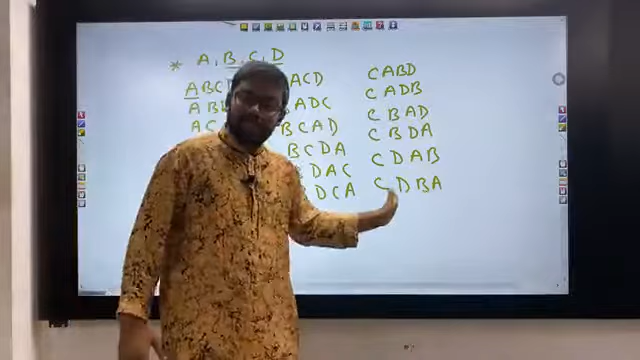 * A, B, C, D
ABC ACD CABD
AB ADC CADB
AC BCAD CBAD
BCDA CBDA
DAC CDAB
DCA CDBA